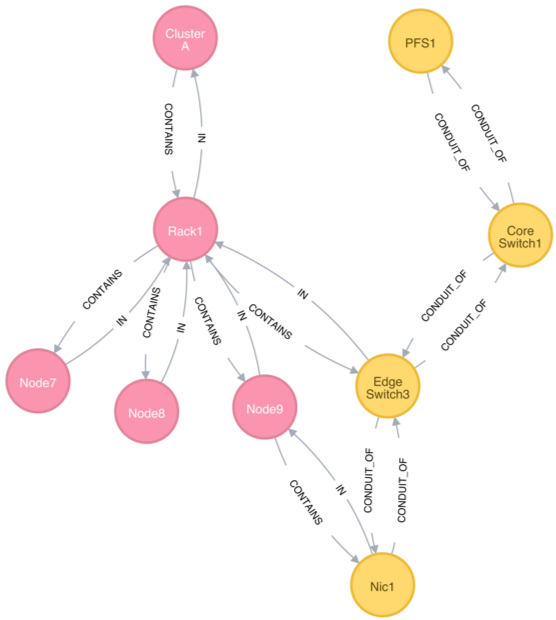 Cluster
A
PFS1
CONTAINS
IN
CONDUIT_OF
CONDUIT_OF
Rack1
Core
Switch1
CONTAINS
IN
CONTAINS
IN
CONTAINS
IN
CONTAINS
IN
CONDUIT_OF
CONDUIT_OF
Node7
Node8
Node9
Edge
Switch3
CONTAINS
IN
CONDUIT_OF
CONDUIT_OF
Nic1